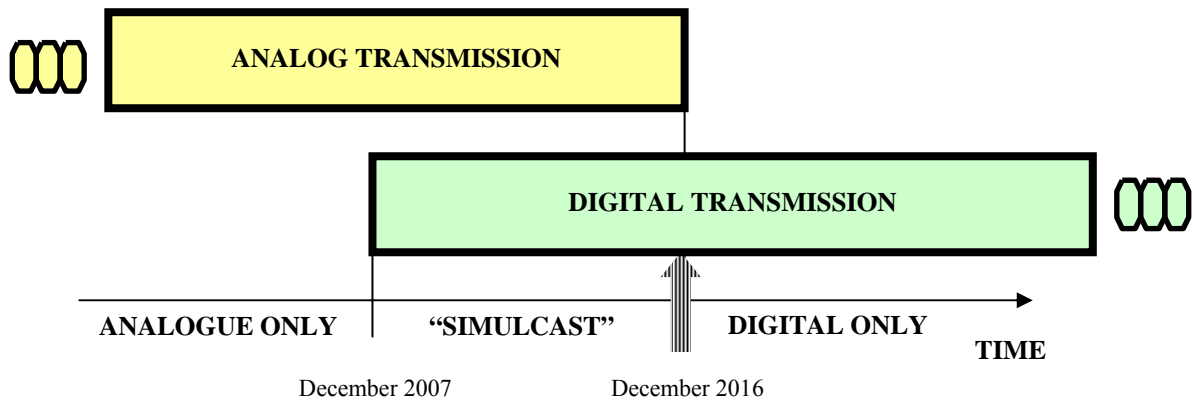 ANALOG TRANSMISSION
DIGITAL TRANSMISSION
ANALOGUE ONLY
“SIMULCAST”
DIGITAL ONLY
TIME
December 2007
December 2016